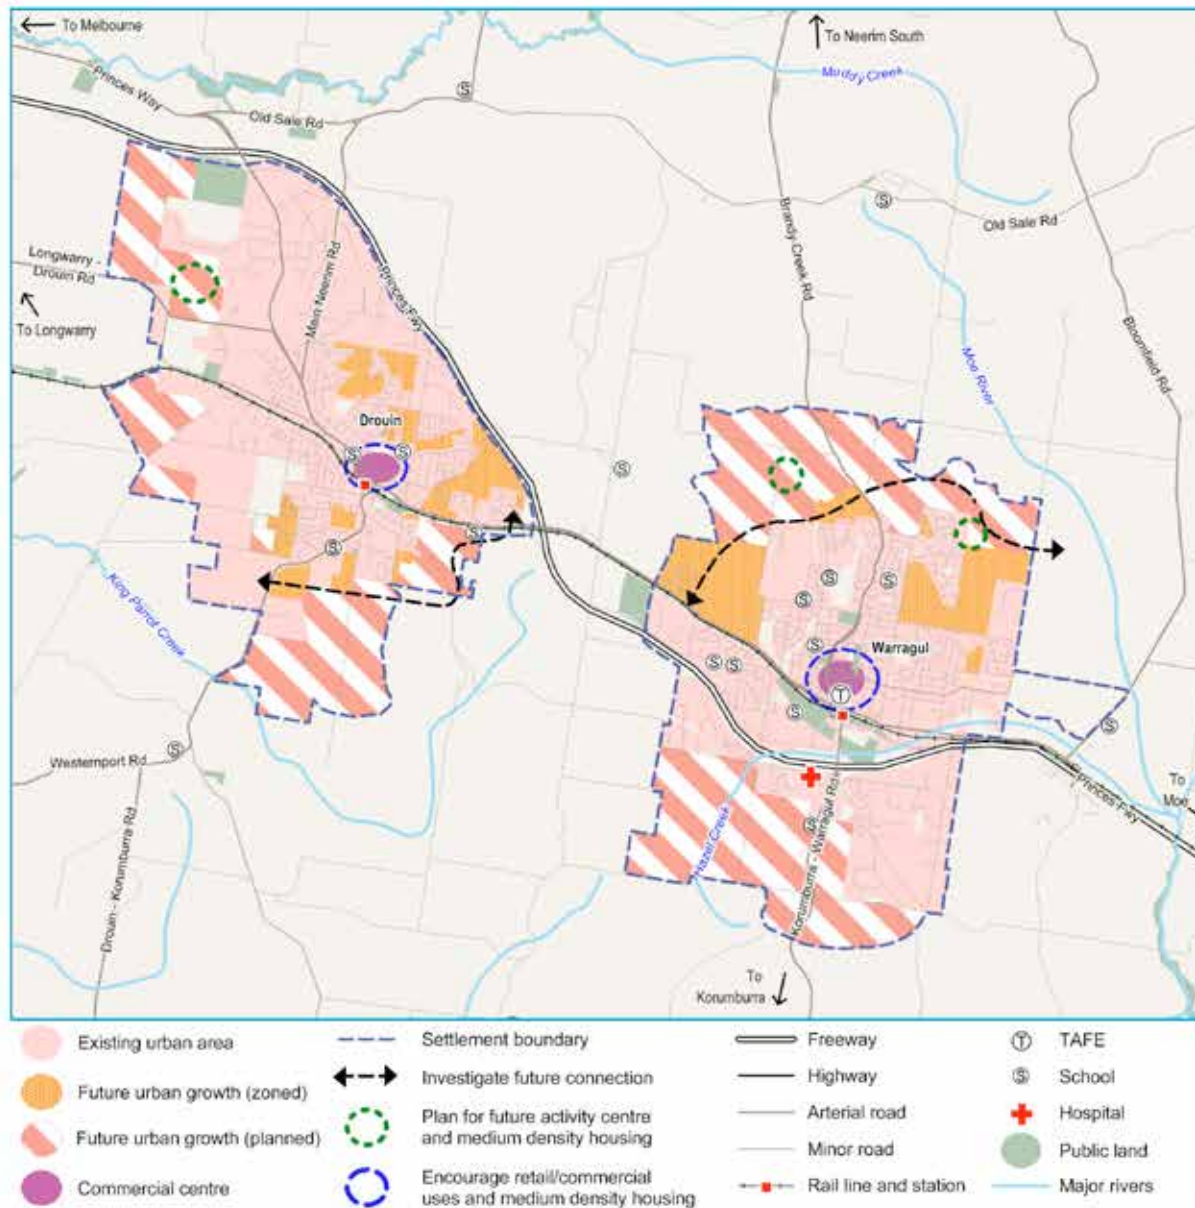 To Melbourne
To Neerim South
Muddy Creek
Princes Way
Old Sale Rd
S
S
Old Sale Rd
Brandy Creek Rd
Longwarry -
Drouin Rd
Main Neerim Rd
Princes Fwy
To Longwarry
Bloomfield Rd
Moe River
Drouin
S
S
S
S
S
King Parrot Creek
S
S
S
S
Warragul
S
S
T
S
S
S
Westernport Rd
Princes Fwy
To
Moe
Hazel Creek
S
Korumburra - Warragul Rd
Drouin - Korumburra Rd
To
Korumburra
Existing urban area
Future urban growth (zoned)
Future urban growth (planned)
Commercial centre
Settlement boundary
Investigate future connection
Plan for future activity centre
and medium density housing
Encourage retail/commercial
uses and medium density housing
Freeway
Highway
Arterial road
Minor road
Rail line and station
T TAFE
S School
Hospital
Public land
Major rivers